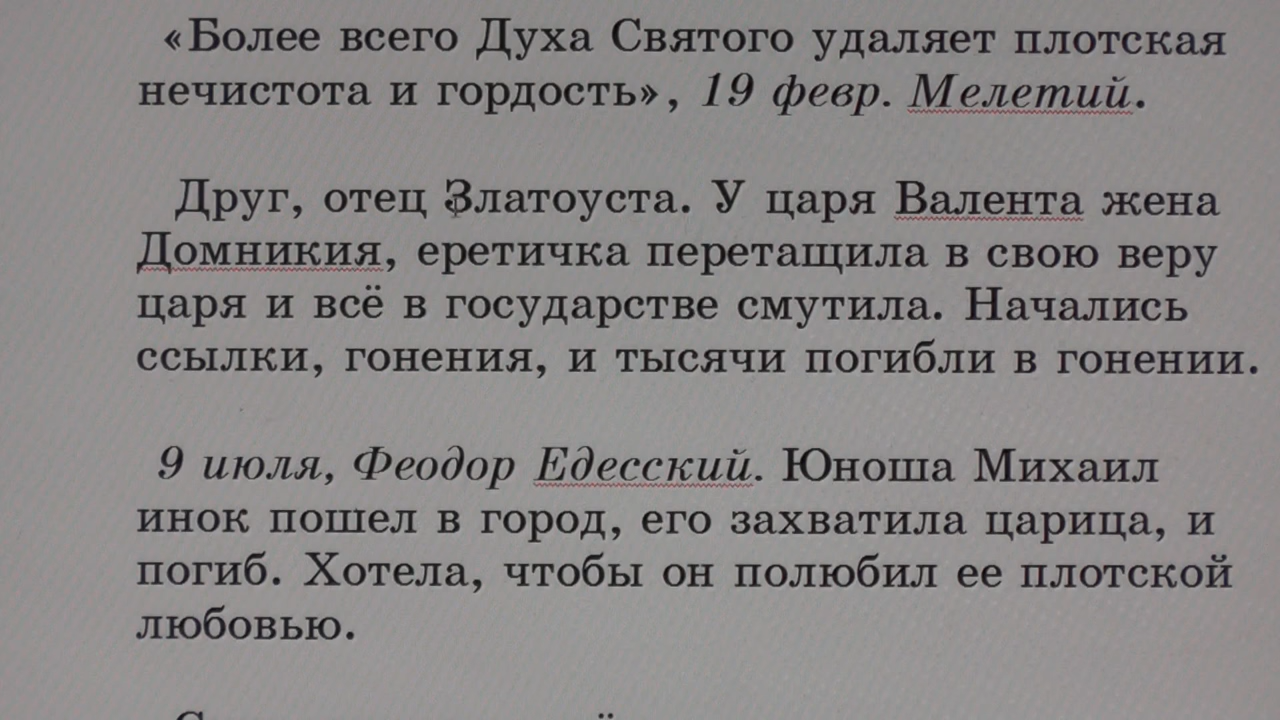 «Более всего Духа Святого удаляет плотская
нечистота и гордость», 19 февр. Мелетий.
Друг, отец Златоуста. У царя Валента жена
Домникия, еретичка перетащила в свою веру
царя и всё в государстве смутила. Начались
ссылки, гонения, и тысячи погибли в гонении.
9 июля, Феодор Едесский. Юноша Михаил
инок пошел в город, его захватила царица, и
погиб. Хотела, чтобы он полюбил ее плотской
любовью.